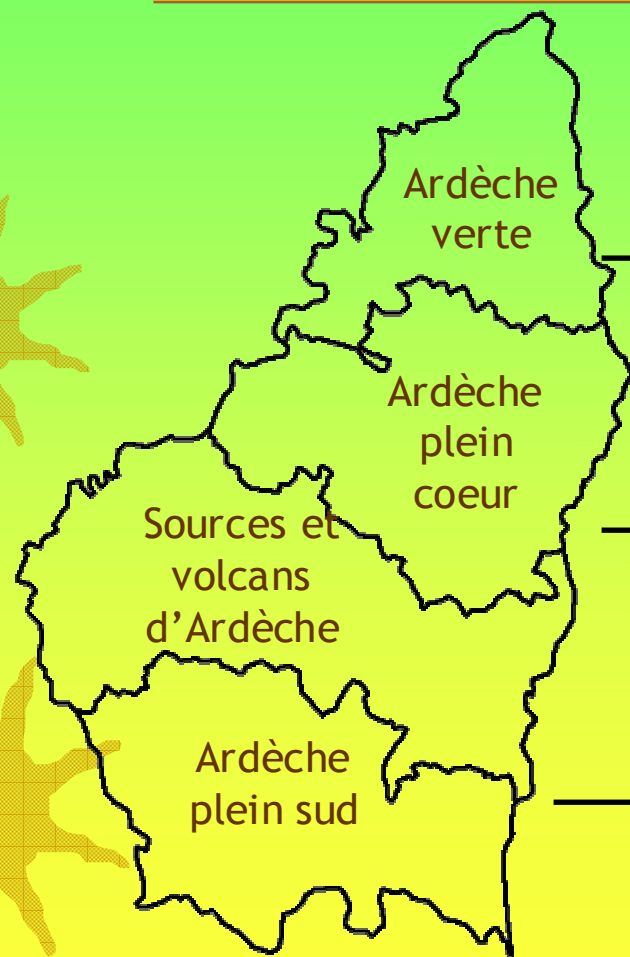 Ardèche
verte
Ardèche
plein
coeur
Sources et
volcans
d’Ardèche
Ardèche
plein sud